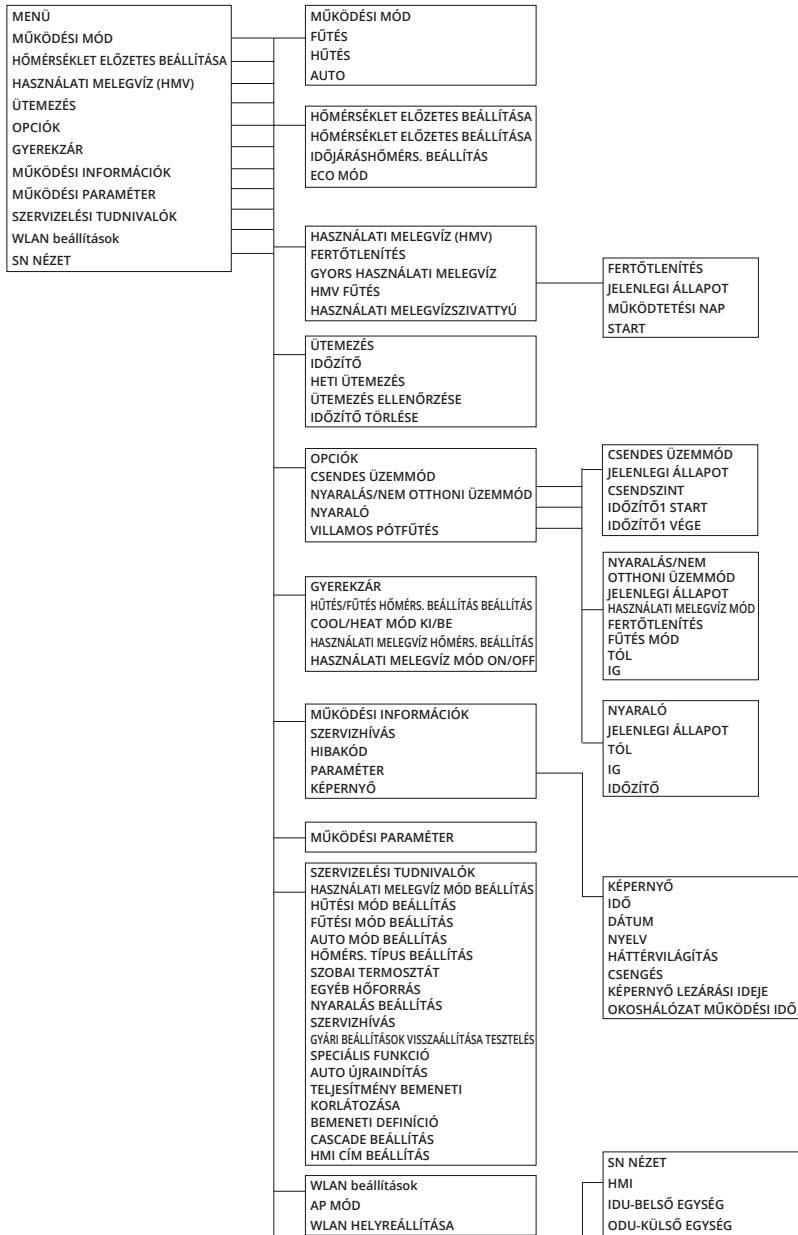 MENÜ
MŰKÖDÉSI MÓD
HŐMÉRSÉKLET ELŐZETES BEÁLLÍTÁSA
HASZNÁLATI MELEGVÍZ (HMV)
ÜTEMEZÉS
OPCIÓK
GYEREKZÁR
MŰKÖDÉSI INFORMÁCIÓK
MŰKÖDÉSI PARAMÉTER
SZERVIZELÉSI TUDNIVALÓK
WLAN beállítások
SN NÉZET
MŰKÖDÉSI MÓD
FŰTÉS
HŰTÉS
AUTO
HŐMÉRSÉKLET ELŐZETES BEÁLLÍTÁSA
HŐMÉRSÉKLET ELŐZETES BEÁLLÍTÁSA
IDŐJÁRÁSHŐMÉRS. BEÁLLÍTÁS
ECO MÓD
HASZNÁLATI MELEGVÍZ (HMV)
FERTŐTLENÍTÉS
GYORS HASZNÁLATI MELEGVÍZ
HMV FŰTÉS
HASZNÁLATI MELEGVÍZSZIVATTYÚ
FERTŐTLENÍTÉS
JELENLEGI ÁLLAPOT
MŰKÖDTETÉSI NAP
START
ÜTEMEZÉS
IDŐZÍTŐ
HETI ÜTEMEZÉS
ÜTEMEZÉS ELLENŐRZÉSE
IDŐZÍTŐ TÖRLÉSE
OPCIÓK
CSENDES ÜZEMMÓD
NYARALÁS/NEM OTTHONI ÜZEMMÓD
NYARALÓ
VILLAMOS PÓTFŰTÉS
CSENDES ÜZEMMÓD
JELENLEGI ÁLLAPOT
CSENDSZINT
IDŐZÍTŐ1 START
IDŐZÍTŐ1 VÉGE
NYARALÁS/NEM
OTTHONI ÜZEMMÓD
JELENLEGI ÁLLAPOT
HASZNÁLATI MELEGVÍZ MÓD
FERTŐTLENÍTÉS
FŰTÉS MÓD
TÓL
IG
NYARALÓ
JELENLEGI ÁLLAPOT
TÓL
IG
IDŐZÍTŐ
GYEREKZÁR
HŰTÉS/FŰTÉS HŐMÉRS. BEÁLLÍTÁS BEÁLLÍTÁS
COOL/HEAT MÓD KI/BE
HASZNÁLATI MELEGVÍZ HŐMÉRS. BEÁLLÍTÁS
HASZNÁLATI MELEGVÍZ MÓD ON/OFF
MŰKÖDÉSI INFORMÁCIÓK
SZERVIZHÍVÁS
HIBAKÓD
PARAMÉTER
KÉPERNYŐ
MŰKÖDÉSI PARAMÉTER
KÉPERNYŐ
IDŐ
DÁTUM
NYELV
HÁTTÉRVILÁGÍTÁS
CSENGÉS
KÉPERNYŐ LEZÁRÁSI IDEJE
OKOSHÁLÓZAT MŰKÖDÉSI IDŐ
SZERVIZELÉSI TUDNIVALÓK
HASZNÁLATI MELEGVÍZ MÓD BEÁLLÍTÁS
HŰTÉSI MÓD BEÁLLÍTÁS
FŰTÉSI MÓD BEÁLLÍTÁS
AUTO MÓD BEÁLLÍTÁS
HŐMÉRS. TÍPUS BEÁLLÍTÁS
SZOBAI TERMOSZTÁT
EGYÉB HŐFORRÁS
NYARALÁS BEÁLLÍTÁS
SZERVIZHÍVÁS
GYÁRI BEÁLLÍTÁSOK VISSZAÁLLÍTÁSA TESZTELÉS
SPECIÁLIS FUNKCIÓ
AUTO ÚJRAINDÍTÁS
TELJESÍTMÉNY BEMENETI
KORLÁTOZÁSA
BEMENETI DEFINÍCIÓ
CASCADE BEÁLLÍTÁS
HMI CÍM BEÁLLÍTÁS
WLAN beállítások
AP MÓD
WLAN HELYREÁLLÍTÁSA
SN NÉZET
HMI
IDU-BELSŐ EGYSÉG
ODU-KÜLSŐ EGYSÉG